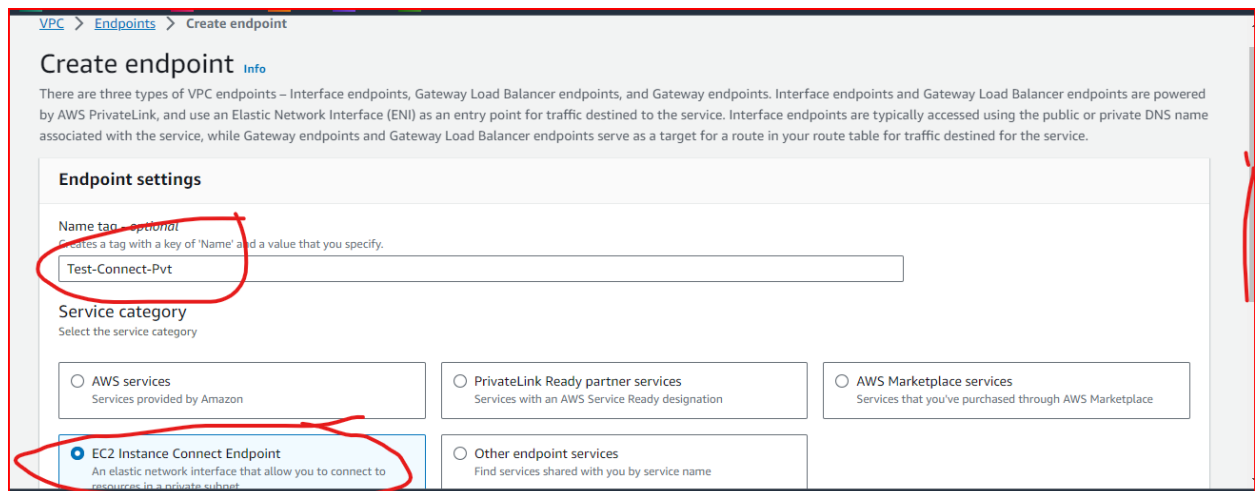 VPC > Endpoints > Create endpoint
Create endpoint Info
There are three types of VPC endpoints – Interface endpoints, Gateway Load Balancer endpoints, and Gateway endpoints. Interface endpoints and Gateway Load Balancer endpoints are powered
by AWS PrivateLink, and use an Elastic Network Interface (ENI) as an entry point for traffic destined to the service. Interface endpoints are typically accessed using the public or private DNS name
associated with the service, while Gateway endpoints and Gateway Load Balancer endpoints serve as a target for a route in your route table for traffic destined for the service.
Endpoint settings
Name tag - optional
Creates a tag with a key of 'Name' and a value that you specify.
Test-Connect-Pvt
Service category
Select the service category
AWS services
Services provided by Amazon
PrivateLink Ready partner services
Services with an AWS Service Ready designation
AWS Marketplace services
Services that you've purchased through AWS Marketplace
EC2 Instance Connect Endpoint
An elastic network interface that allow you to connect to
resources in a private subnet
Other endpoint services
Find services shared with you by service name